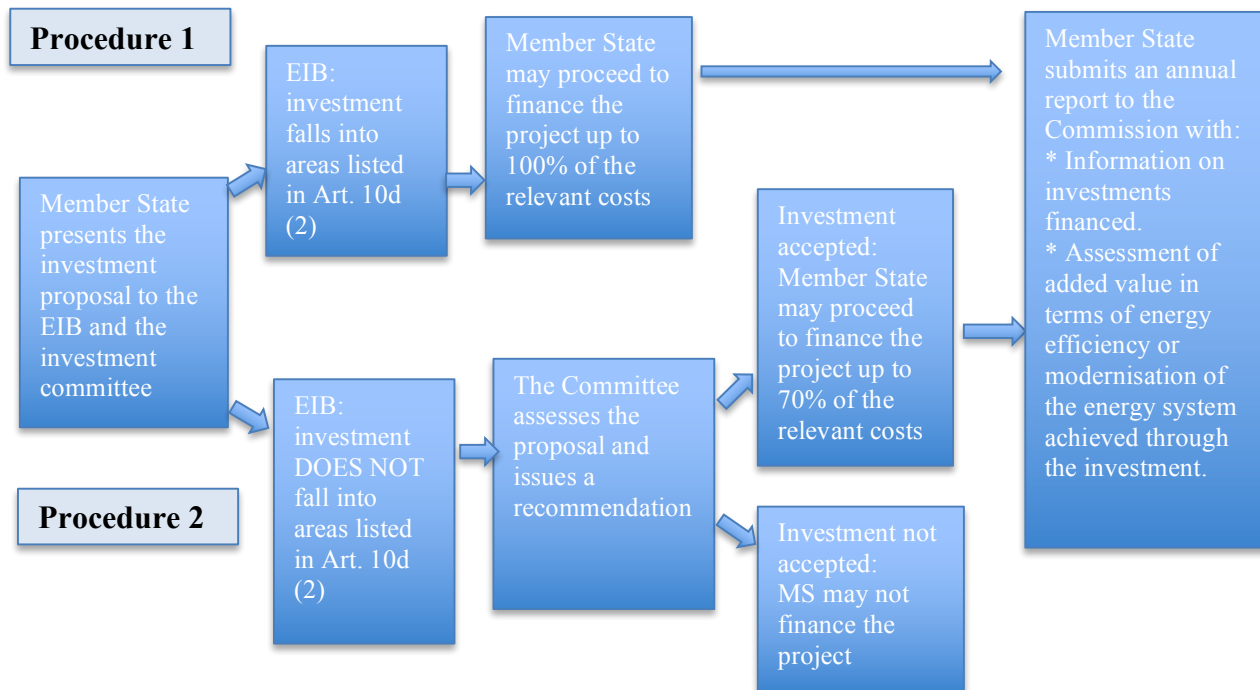 Procedure 1
Member State
presents the
investment
proposal to the
EIB and the
investment
committee
EIB:
investment
falls into
areas listed
in Art. 10d
(2)
Member State
may proceed to
finance the
project up to
100% of the
relevant costs
Procedure 2
EIB:
investment
DOES NOT
fall into
areas listed
in Art. 10d
(2)
The Committee
assesses the
proposal and
issues a
recommendation
Investment
accepted:
Member State
may proceed
to finance the
project up to
70% of the
relevant costs
Investment not
accepted:
MS may not
finance the
project
Member State
submits an annual
report to the
Commission with:
* Information on
investments
financed.
* Assessment of
added value in
terms of energy
efficiency or
modernisation of
the energy system
achieved through
the investment.